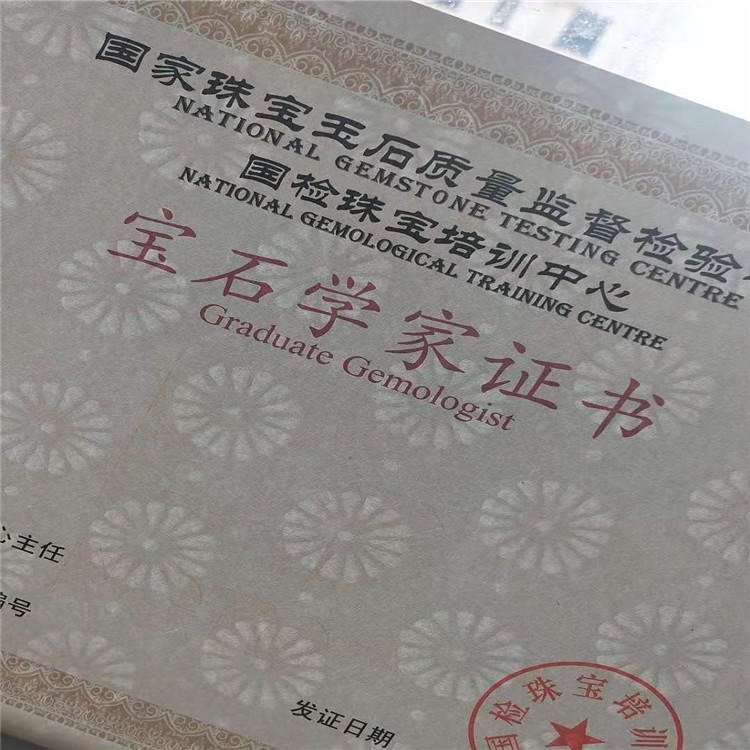 国家珠宝玉石质量监督检验
NATIONAL GEMSTONE TESTING CENTRE
国检珠宝培训中心
NATIONAL GEMOLOGICAL TRAINING CENTRE
宝石学家证书
Graduate Gemologist
心主任
编号
发证日期
国检珠宝培训